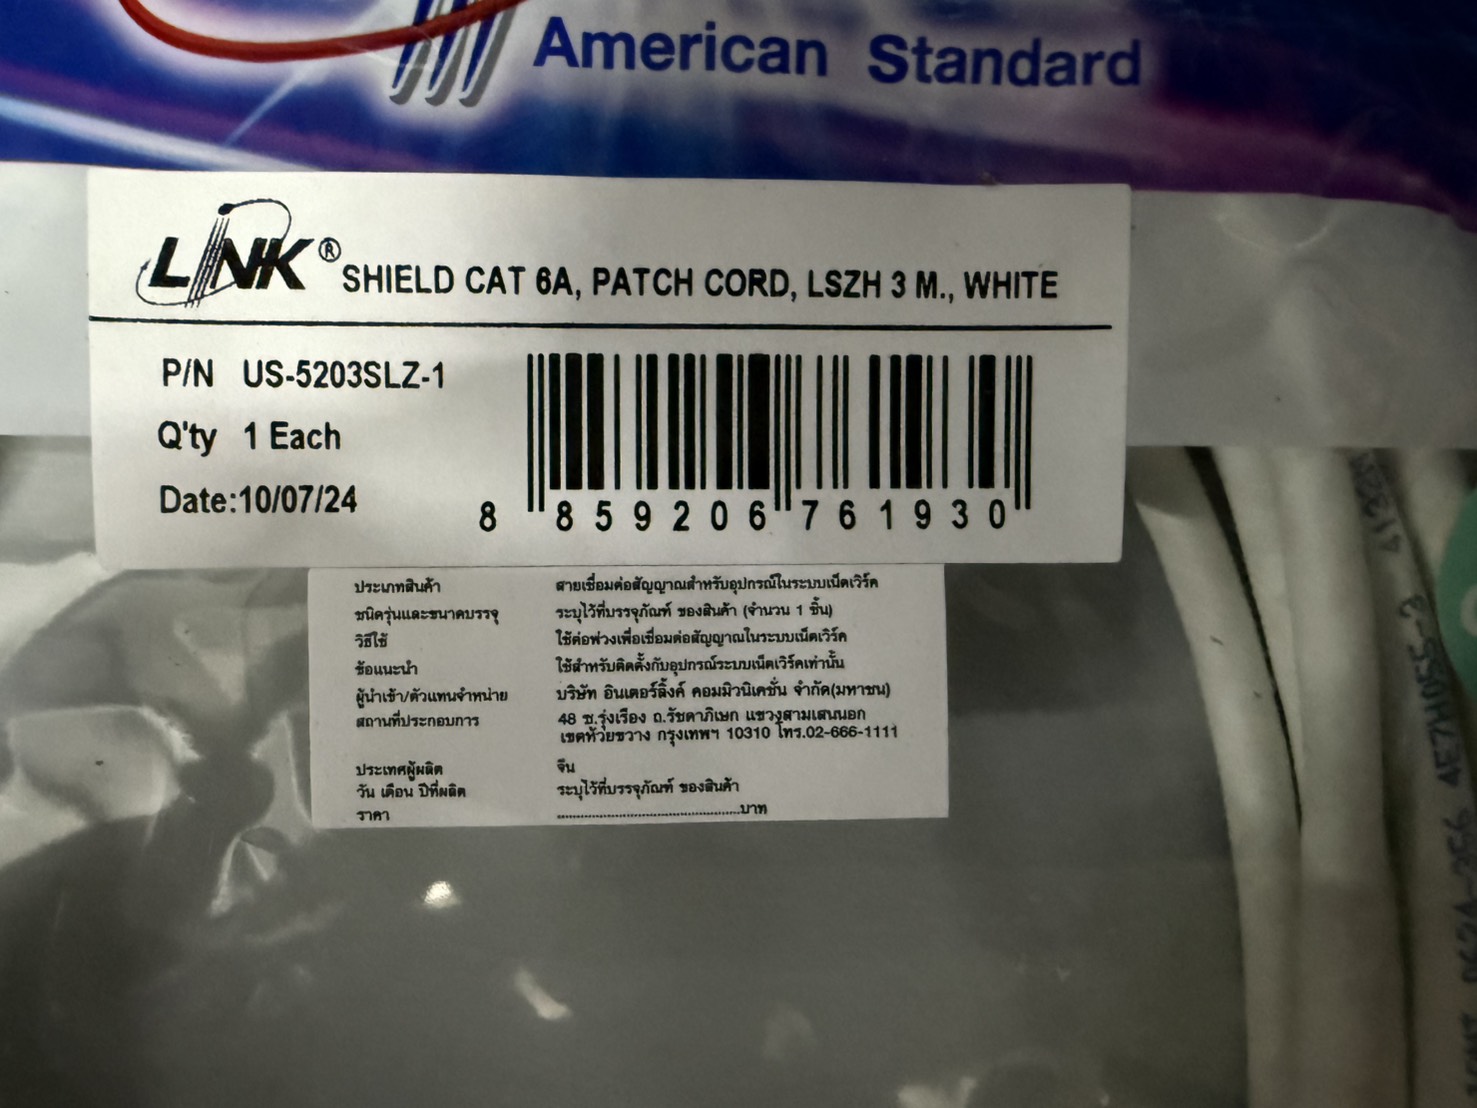 American Standard
LINK® SHIELD CAT 6A, PATCH CORD, LSZH 3 M., WHITE
P/N US-5203SLZ-1
Q'ty 1 Each
Date:10/07/24
8 859206 761930
ประเภทสินค้า สายเชื่อมต่อสัญญาณสำหรับอุปกรณ์ในระบบเน็ตเวิร์ค
ชนิดรุ่นและขนาดบรรจุ ระบุไว้ที่บรรจุภัณฑ์ ของสินค้า (จำนวน 1 ชิ้น)
วิธีใช้ ใช้ต่อพ่วงเพื่อเชื่อมต่อสัญญาณในระบบเน็ตเวิร์ค
ข้อแนะนำ ใช้สำหรับติดตั้งกับอุปกรณ์ระบบเน็ตเวิร์คเท่านั้น
ผู้นำเข้า/ตัวแทนจำหน่าย บริษัท อินเตอร์ลิ้งค์ คอมมิวนิเคชั่น จำกัด(มหาชน)
สถานที่ประกอบการ 48 ซ.รุ่งเรือง ถ.รัชดาภิเษก แขวงสามเสนนอก
เขตห้วยขวาง กรุงเทพฯ 10310 โทร.02-666-1111
ประเทศผู้ผลิต จีน
วัน เดือน ปีที่ผลิต ระบุไว้ที่บรรจุภัณฑ์ ของสินค้า
ราคา ........................................บาท